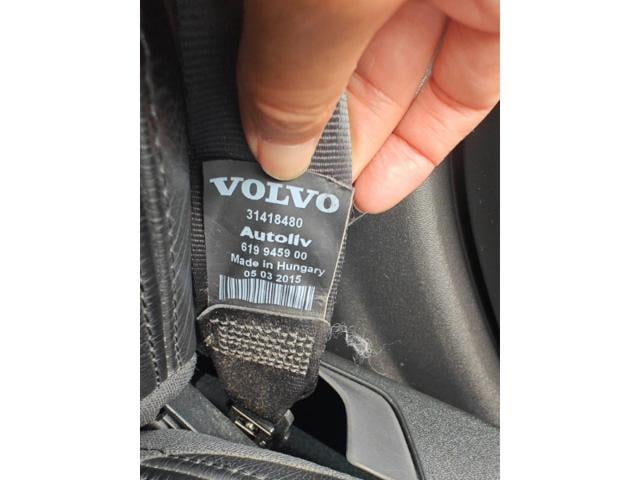 VOLVO
31418480
Autoliv
619 9459 00
Made in Hungary
05 03 2015